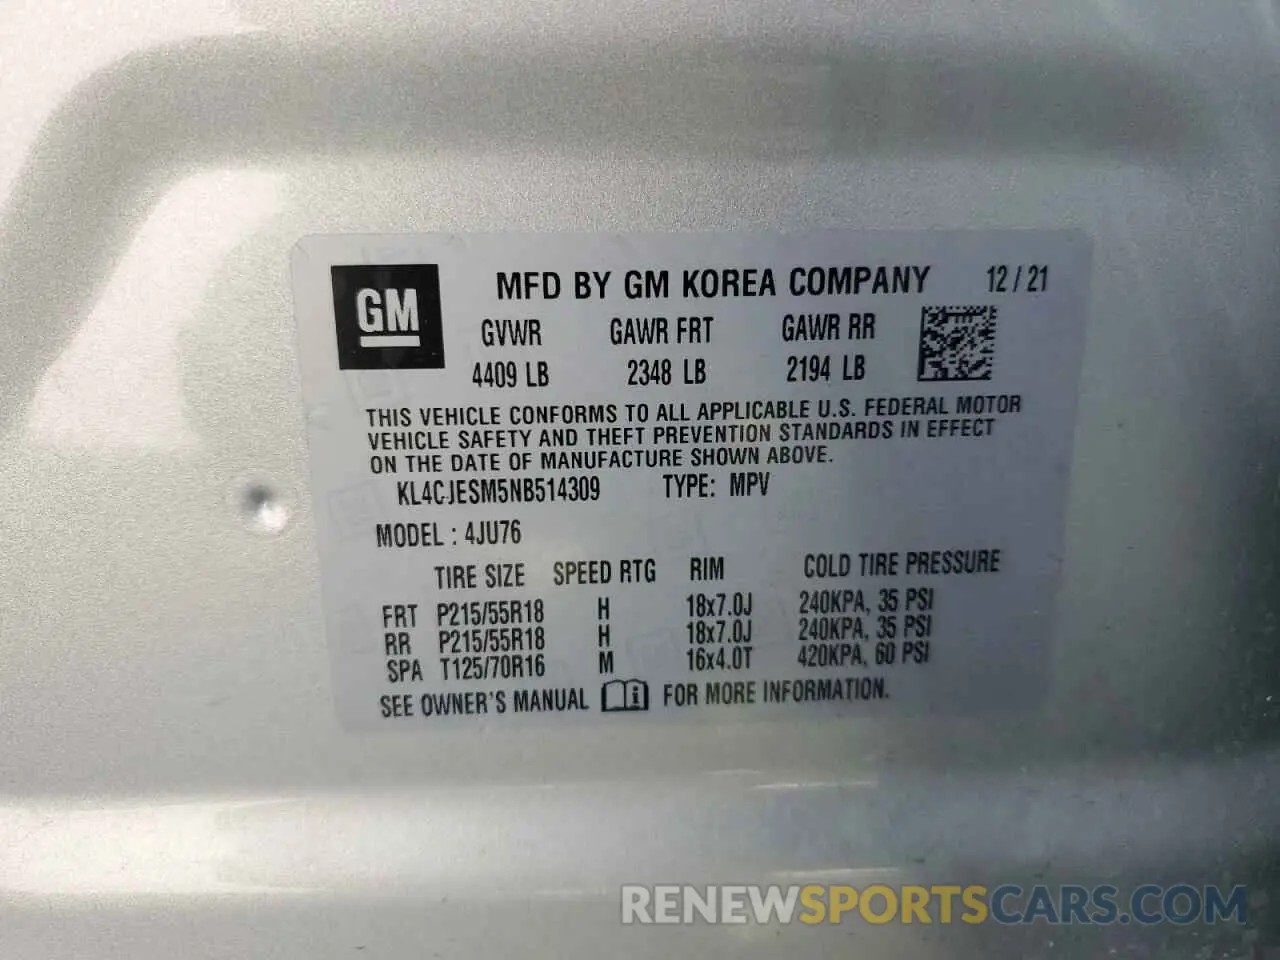 GM
MFD BY GM KOREA COMPANY 12/21
GVWR GAWR FRT GAWR RR
4409 LB 2348 LB 2194 LB
THIS VEHICLE CONFORMS TO ALL APPLICABLE U.S. FEDERAL MOTOR
VEHICLE SAFETY AND THEFT PREVENTION STANDARDS IN EFFECT
ON THE DATE OF MANUFACTURE SHOWN ABOVE.
KL4CJESM5NB514309 TYPE: MPV
MODEL : 4JU76
TIRE SIZE SPEED RTG RIM COLD TIRE PRESSURE
FRT P215/55R18 H 18x7.0J 240KPA, 35 PSI
RR P215/55R18 H 18x7.0J 240KPA, 35 PSI
SPA T125/70R16 M 16x4.0T 420KPA, 60 PSI
SEE OWNER'S MANUAL i FOR MORE INFORMATION.
RENEWSPORTSCARS.COM